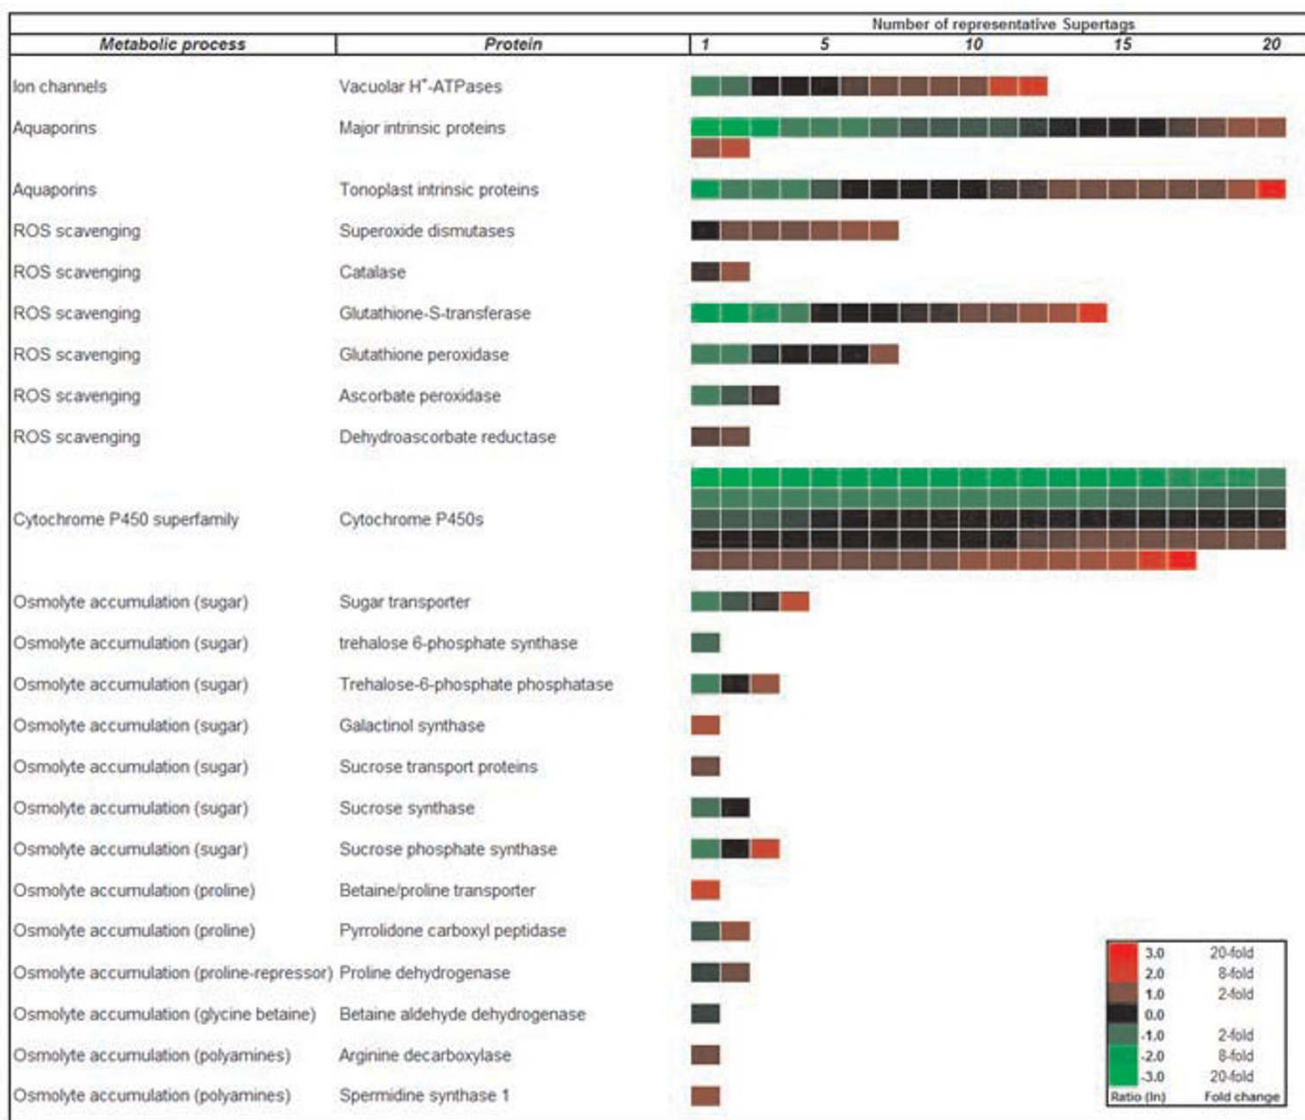 Number of representative Supertags
Metabolic process Protein 1 5 10 15 20
Ion channels Vacuolar H+-ATPases
Aquaporins Major intrinsic proteins
Aquaporins Tonoplast intrinsic proteins
ROS scavenging Superoxide dismutases
ROS scavenging Catalase
ROS scavenging Glutathione-S-transferase
ROS scavenging Glutathione peroxidase
ROS scavenging Ascorbate peroxidase
ROS scavenging Dehydroascorbate reductase
Cytochrome P450 superfamily Cytochrome P450s
Osmolyte accumulation (sugar) Sugar transporter
Osmolyte accumulation (sugar) trehalose 6-phosphate synthase
Osmolyte accumulation (sugar) Trehalose-6-phosphate phosphatase
Osmolyte accumulation (sugar) Galactinol synthase
Osmolyte accumulation (sugar) Sucrose transport proteins
Osmolyte accumulation (sugar) Sucrose synthase
Osmolyte accumulation (sugar) Sucrose phosphate synthase
Osmolyte accumulation (proline) Betaine/proline transporter
Osmolyte accumulation (proline) Pyrrolidone carboxyl peptidase
Osmolyte accumulation (proline-repressor) Proline dehydrogenase
Osmolyte accumulation (glycine betaine) Betaine aldehyde dehydrogenase
Osmolyte accumulation (polyamines) Arginine decarboxylase
Osmolyte accumulation (polyamines) Spermidine synthase 1
3.0 20-fold
2.0 8-fold
1.0 2-fold
0.0
-1.0 2-fold
-2.0 8-fold
-3.0 20-fold
Ratio (ln) Fold change